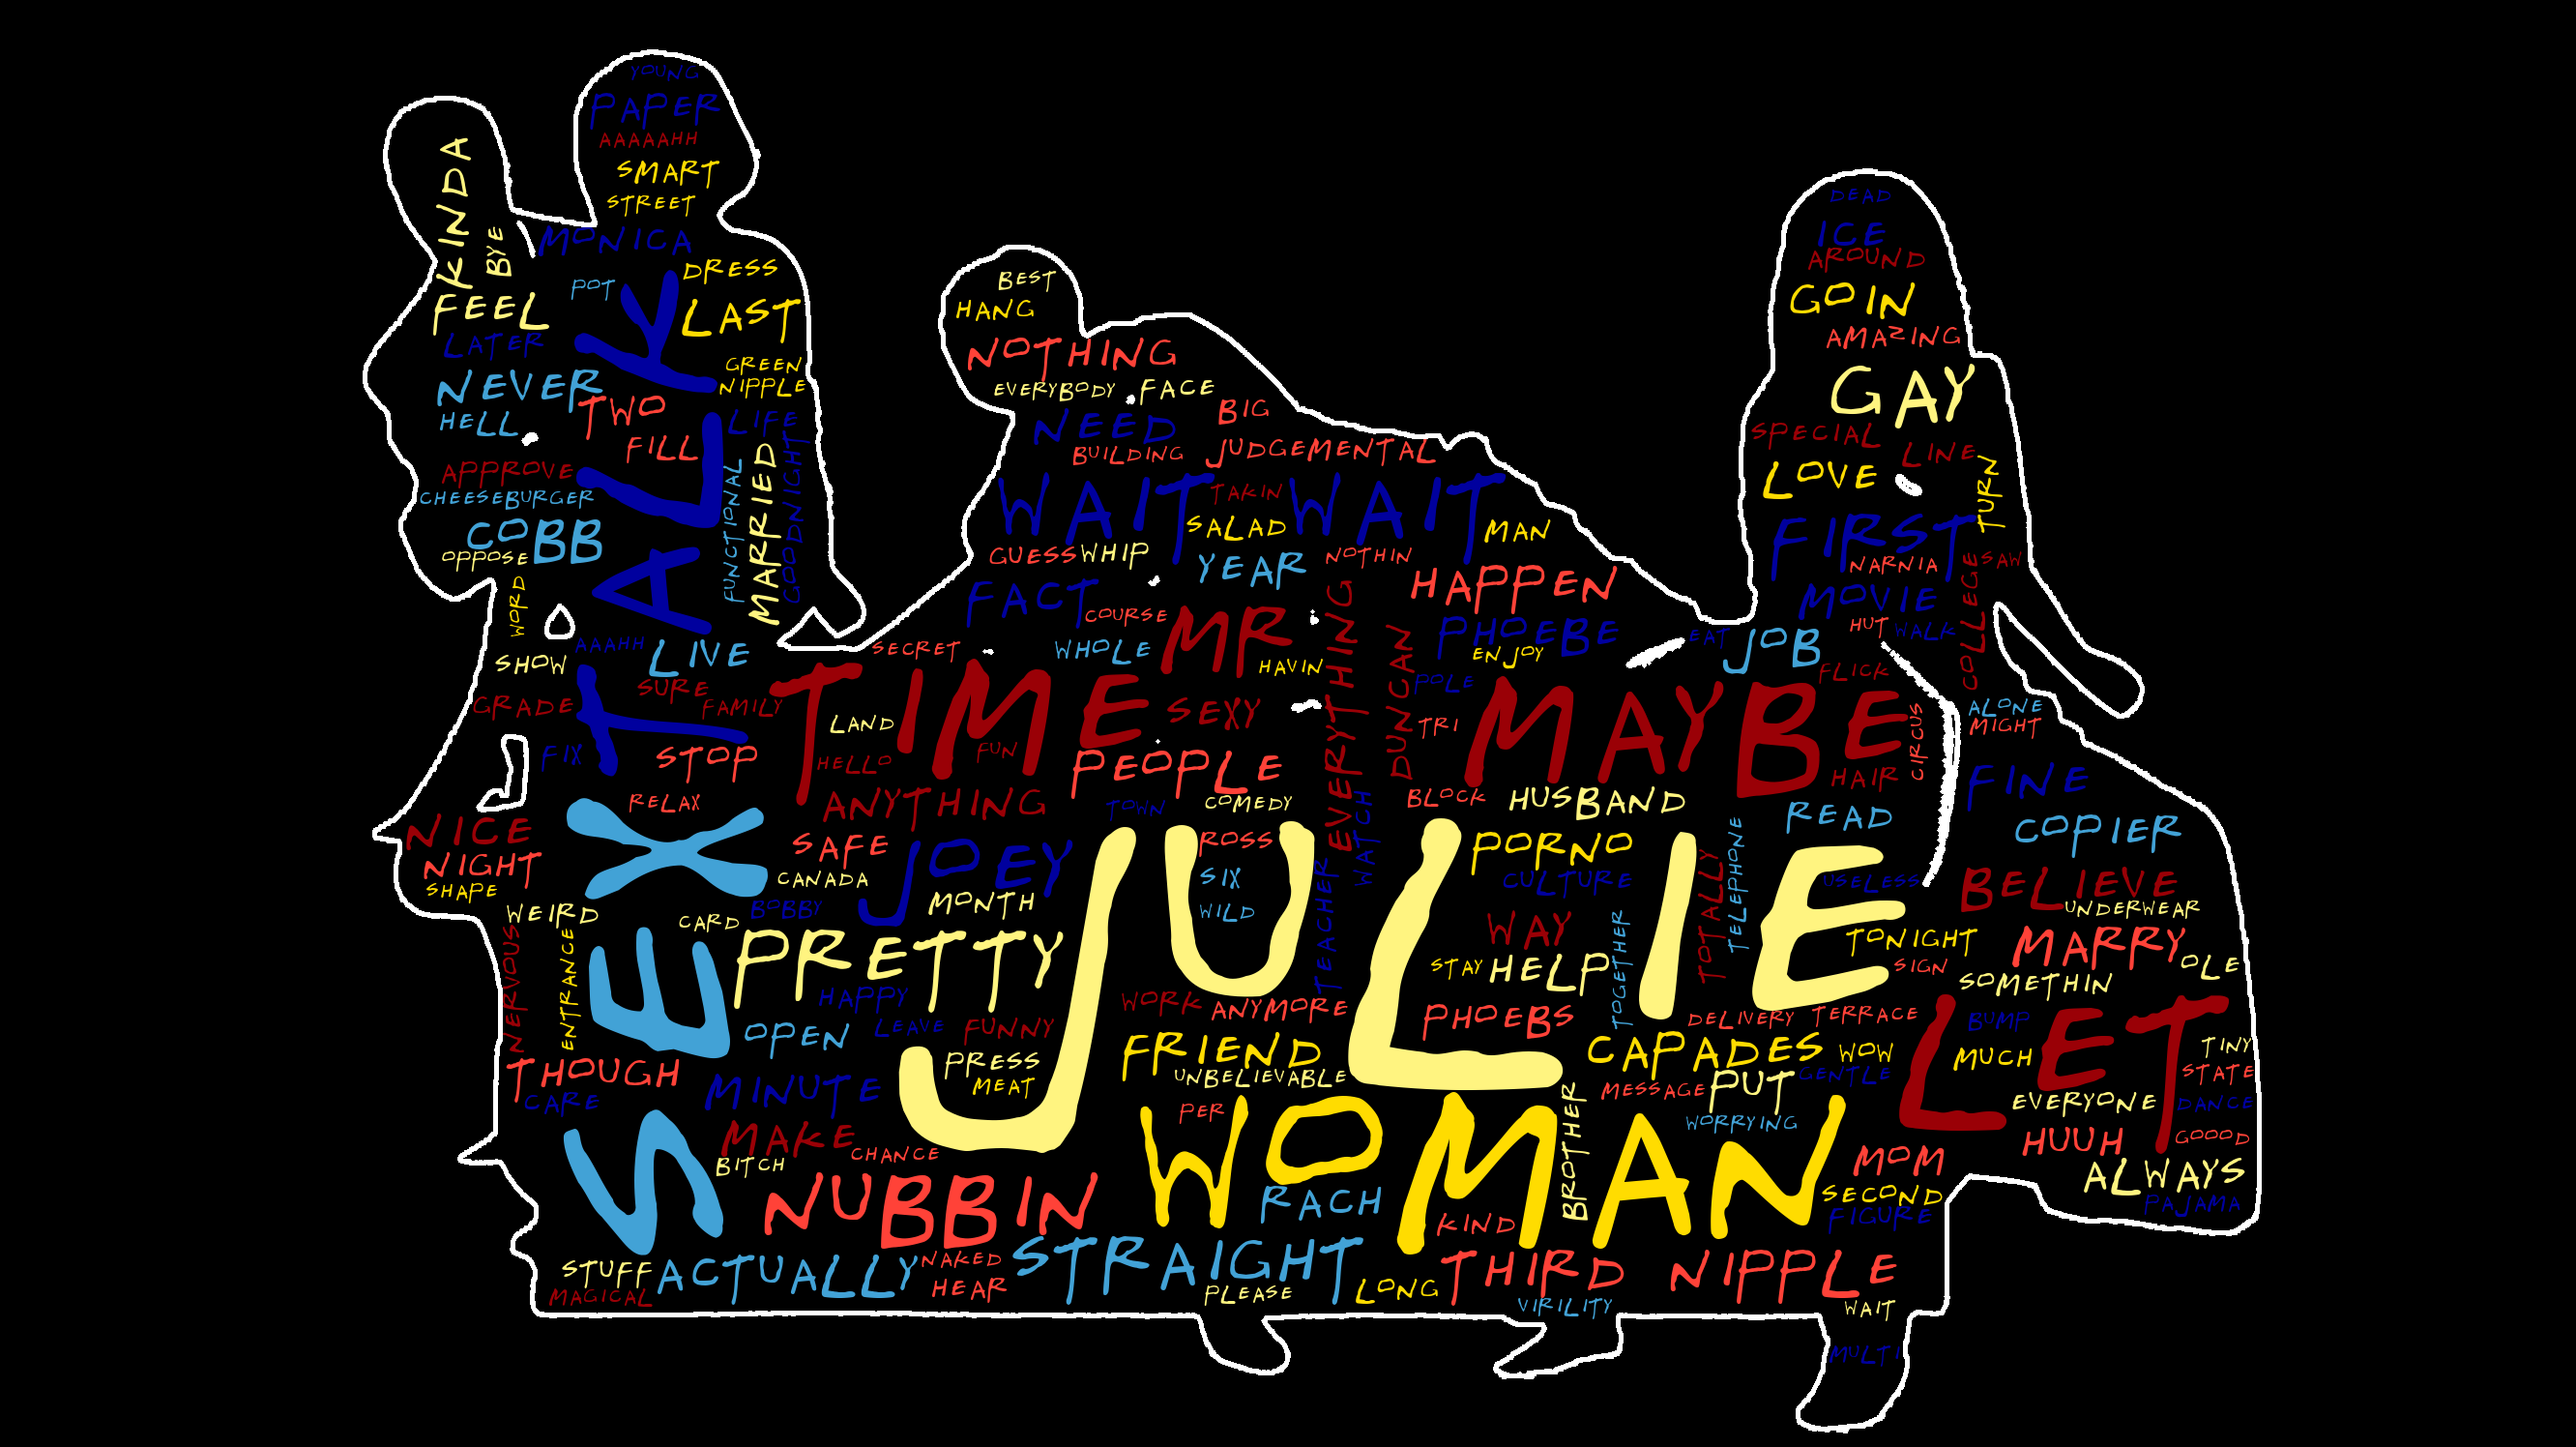 YOUNG
PAPER
AAAAAHH
SMART
STREET
KINDA
BYE
MONICA
FEEL
POT
DRESS
LAST
LATER
GREEN
NEVER
NIPPLE
TWO
HELL
LIFE
FILL
APPROVE
CHEESEBURGER
COBB
OPPOSE
TALK
FUNCTIONAL
MARRIED
GOODNIGHT
WORD
AAAHH
LIVE
SHOW
GRADE
SURE
FAMILY
FIX
STOP
RELAX
BEST
HANG
NOTHING
EVERYBODY
FACE
BIG
NEED
BUILDING
JUDGEMENTAL
WAIT WAIT
TAKIN
SALAD
MAN
GUESS
WHIP
YEAR
NOTHIN
HAPPEN
FACT
COURSE
MR
SECRET
WHOLE
HAVIN
EVERYTHING
DUNCAN
PHOEBE
ENJOY
POLE
TIME
LAND
SEXY
HELLO
FUN
PEOPLE
TRI
MAYBE
DEAD
ICE
AROUND
GOIN
AMAZING
GAY
SPECIAL
LINE
LOVE
TURN
FIRST
NARNIA
SAW
COLLEGE
MOVIE
EAT
JOB
HUT
WALK
FLICK
ALONE
MIGHT
CIRCUS
HAIR
FINE
COPIER
NICE
NIGHT
SHAPE
WEIRD
NERVOUS
ENTRANCE
SEX
ANYTHING
SAFE
CANADA
BOBBY
CARD
JOEY
MONTH
TOWN
COMEDY
ROSS
SIX
WILD
WATCH
TEACHER
BLOCK
HUSBAND
READ
PORNO
CULTURE
TELEPHONE
TOTALLY
USELESS
BELIEVE
UNDERWEAR
JULIE
PRETTY
HAPPY
OPEN
LEAVE
FUNNY
PRESS
MEAT
WORK
ANYMORE
WAY
STAY
HELP
TOGETHER
TONIGHT
SIGN
MARRY
OLE
SOMETHIN
PHOEBS
DELIVERY
TERRACE
BUMP
LET
THOUGH
CARE
MINUTE
FRIEND
UNBELIEVABLE
CAPADES
WOW
MUCH
TINY
STATE
MESSAGE
PUT
GENTLE
EVERYONE
DANCE
MAKE
BITCH
CHANCE
PER
BROTHER
WORRYING
HUUH
GOOOD
WOMAN
MOM
ALWAYS
NUBBIN
RACH
KIND
SECOND
FIGURE
PAJAMA
STUFF
ACTUALLY
NAKED
HEAR
STRAIGHT
THIRD NIPPLE
MAGICAL
PLEASE
LONG
VIRILITY
WAIT
MULTI